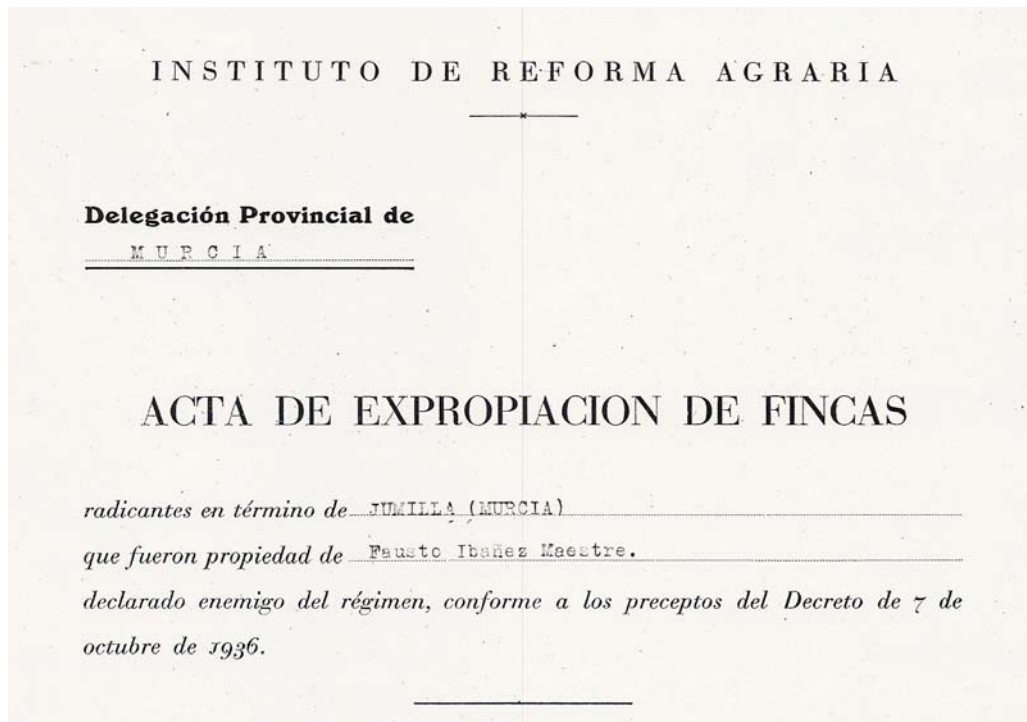 INSTITUTO DE REFORMA AGRARIA
Delegación Provincial de
MURCIA
ACTA DE EXPROPIACION DE FINCAS
radicantes en término de JUMILLA (MURCIA)
que fueron propiedad de Fausto Ibañez Maestre.
declarado enemigo del régimen, conforme a los preceptos del Decreto de 7 de
octubre de 1936.